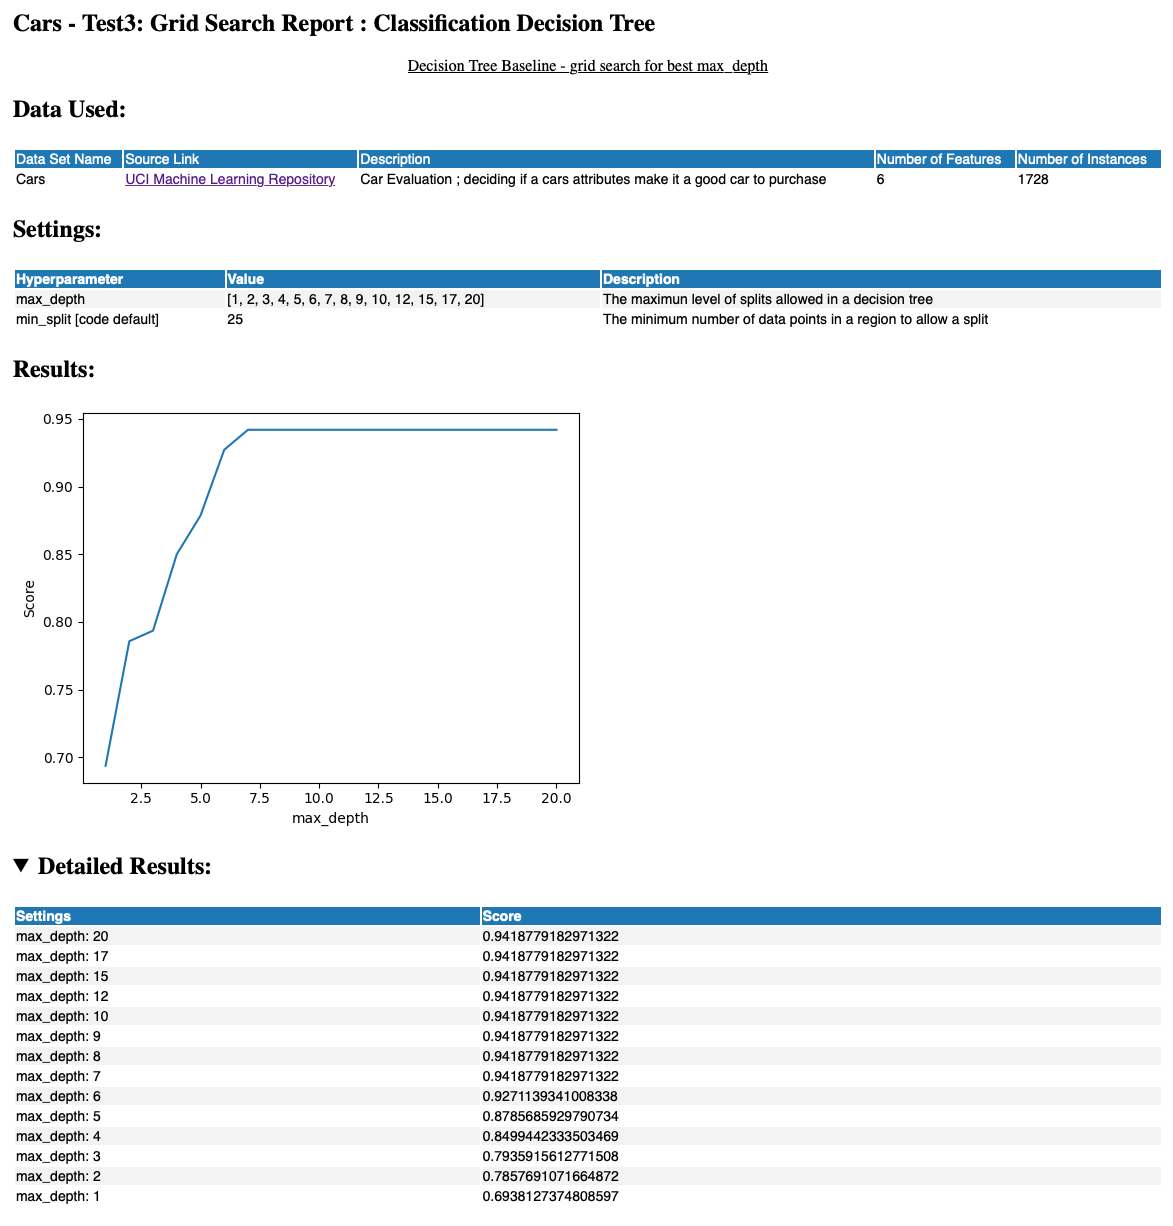 Cars - Test3: Grid Search Report : Classification Decision Tree
Decision Tree Baseline - grid search for best max_depth
Data Used:
Data Set Name Source Link Description Number of Features Number of Instances
Cars UCI Machine Learning Repository Car Evaluation ; deciding if a cars attributes make it a good car to purchase 6 1728
Settings:
Hyperparameter Value Description
max_depth [1, 2, 3, 4, 5, 6, 7, 8, 9, 10, 12, 15, 17, 20] The maximun level of splits allowed in a decision tree
min_split [code default] 25 The minimum number of data points in a region to allow a split
Results:
0.95
0.90
0.85
0.80
0.75
0.70
Score
2.5 5.0 7.5 10.0 12.5 15.0 17.5 20.0
max_depth
▼ Detailed Results:
Settings Score
max_depth: 20 0.9418779182971322
max_depth: 17 0.9418779182971322
max_depth: 15 0.9418779182971322
max_depth: 12 0.9418779182971322
max_depth: 10 0.9418779182971322
max_depth: 9 0.9418779182971322
max_depth: 8 0.9418779182971322
max_depth: 7 0.9418779182971322
max_depth: 6 0.9271139341008338
max_depth: 5 0.8785685929790734
max_depth: 4 0.8499442333503469
max_depth: 3 0.7935915612771508
max_depth: 2 0.7857691071664872
max_depth: 1 0.6938127374808597